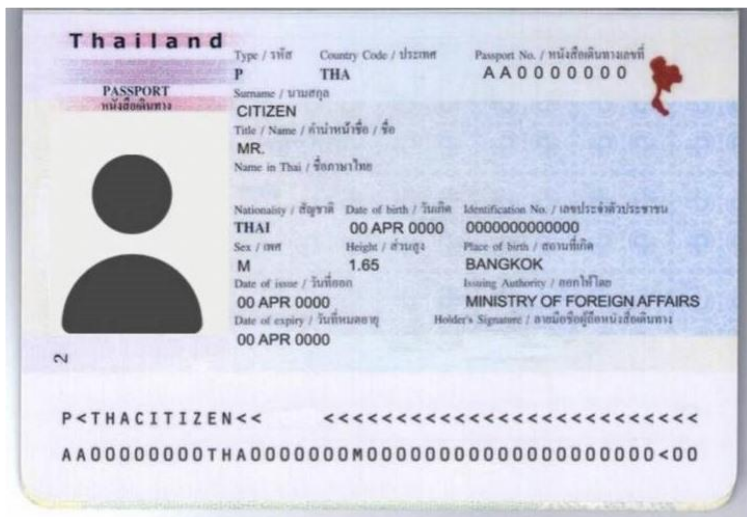 Thailand
PASSPORT
หนังสือเดินทาง
Type / รหัส Country Code / ประเทศ Passport No. / หนังสือเดินทางเลขที่
P THA AA0000000
Surname / นามสกุล
CITIZEN
Title / Name / คำนำหน้าชื่อ / ชื่อ
MR.
Name in Thai / ชื่อภาษาไทย
Nationality / สัญชาติ Date of birth / วันเกิด Identification No. / เลขประจำตัวประชาชน
THAI 00 APR 0000 0000000000000
Sex / เพศ Height / ส่วนสูง Place of birth / สถานที่เกิด
M 1.65 BANGKOK
Date of issue / วันที่ออก Issuing Authority / ออกให้โดย
00 APR 0000 MINISTRY OF FOREIGN AFFAIRS
Date of expiry / วันที่หมดอายุ Holder's Signature / ลายมือชื่อผู้ถือหนังสือเดินทาง
00 APR 0000
2
P<THACITIZEN<< <<<<<<<<<<<<<<<<<<<<<<<<<<
AA00000000THA0000000M0000000000000000000000<00